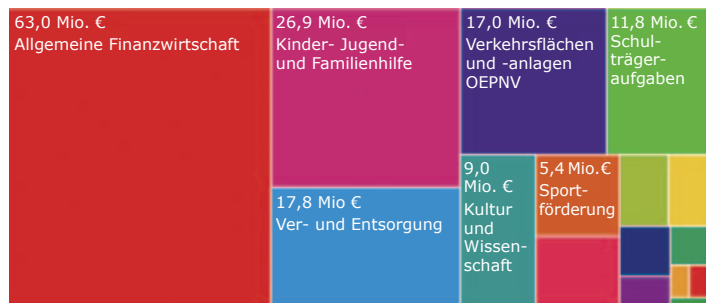 63,0 Mio. €
Allgemeine Finanzwirtschaft
26,9 Mio. €
Kinder- Jugend-
und Familienhilfe
17,0 Mio. €
Verkehrsflächen
und -anlagen
OEPNV
11,8 Mio. €
Schul-
träger-
aufgaben
17,8 Mio €
Ver- und Entsorgung
9,0
Mio. €
Kultur
und
Wissen-
schaft
5,4 Mio.€
Sport-
förderung